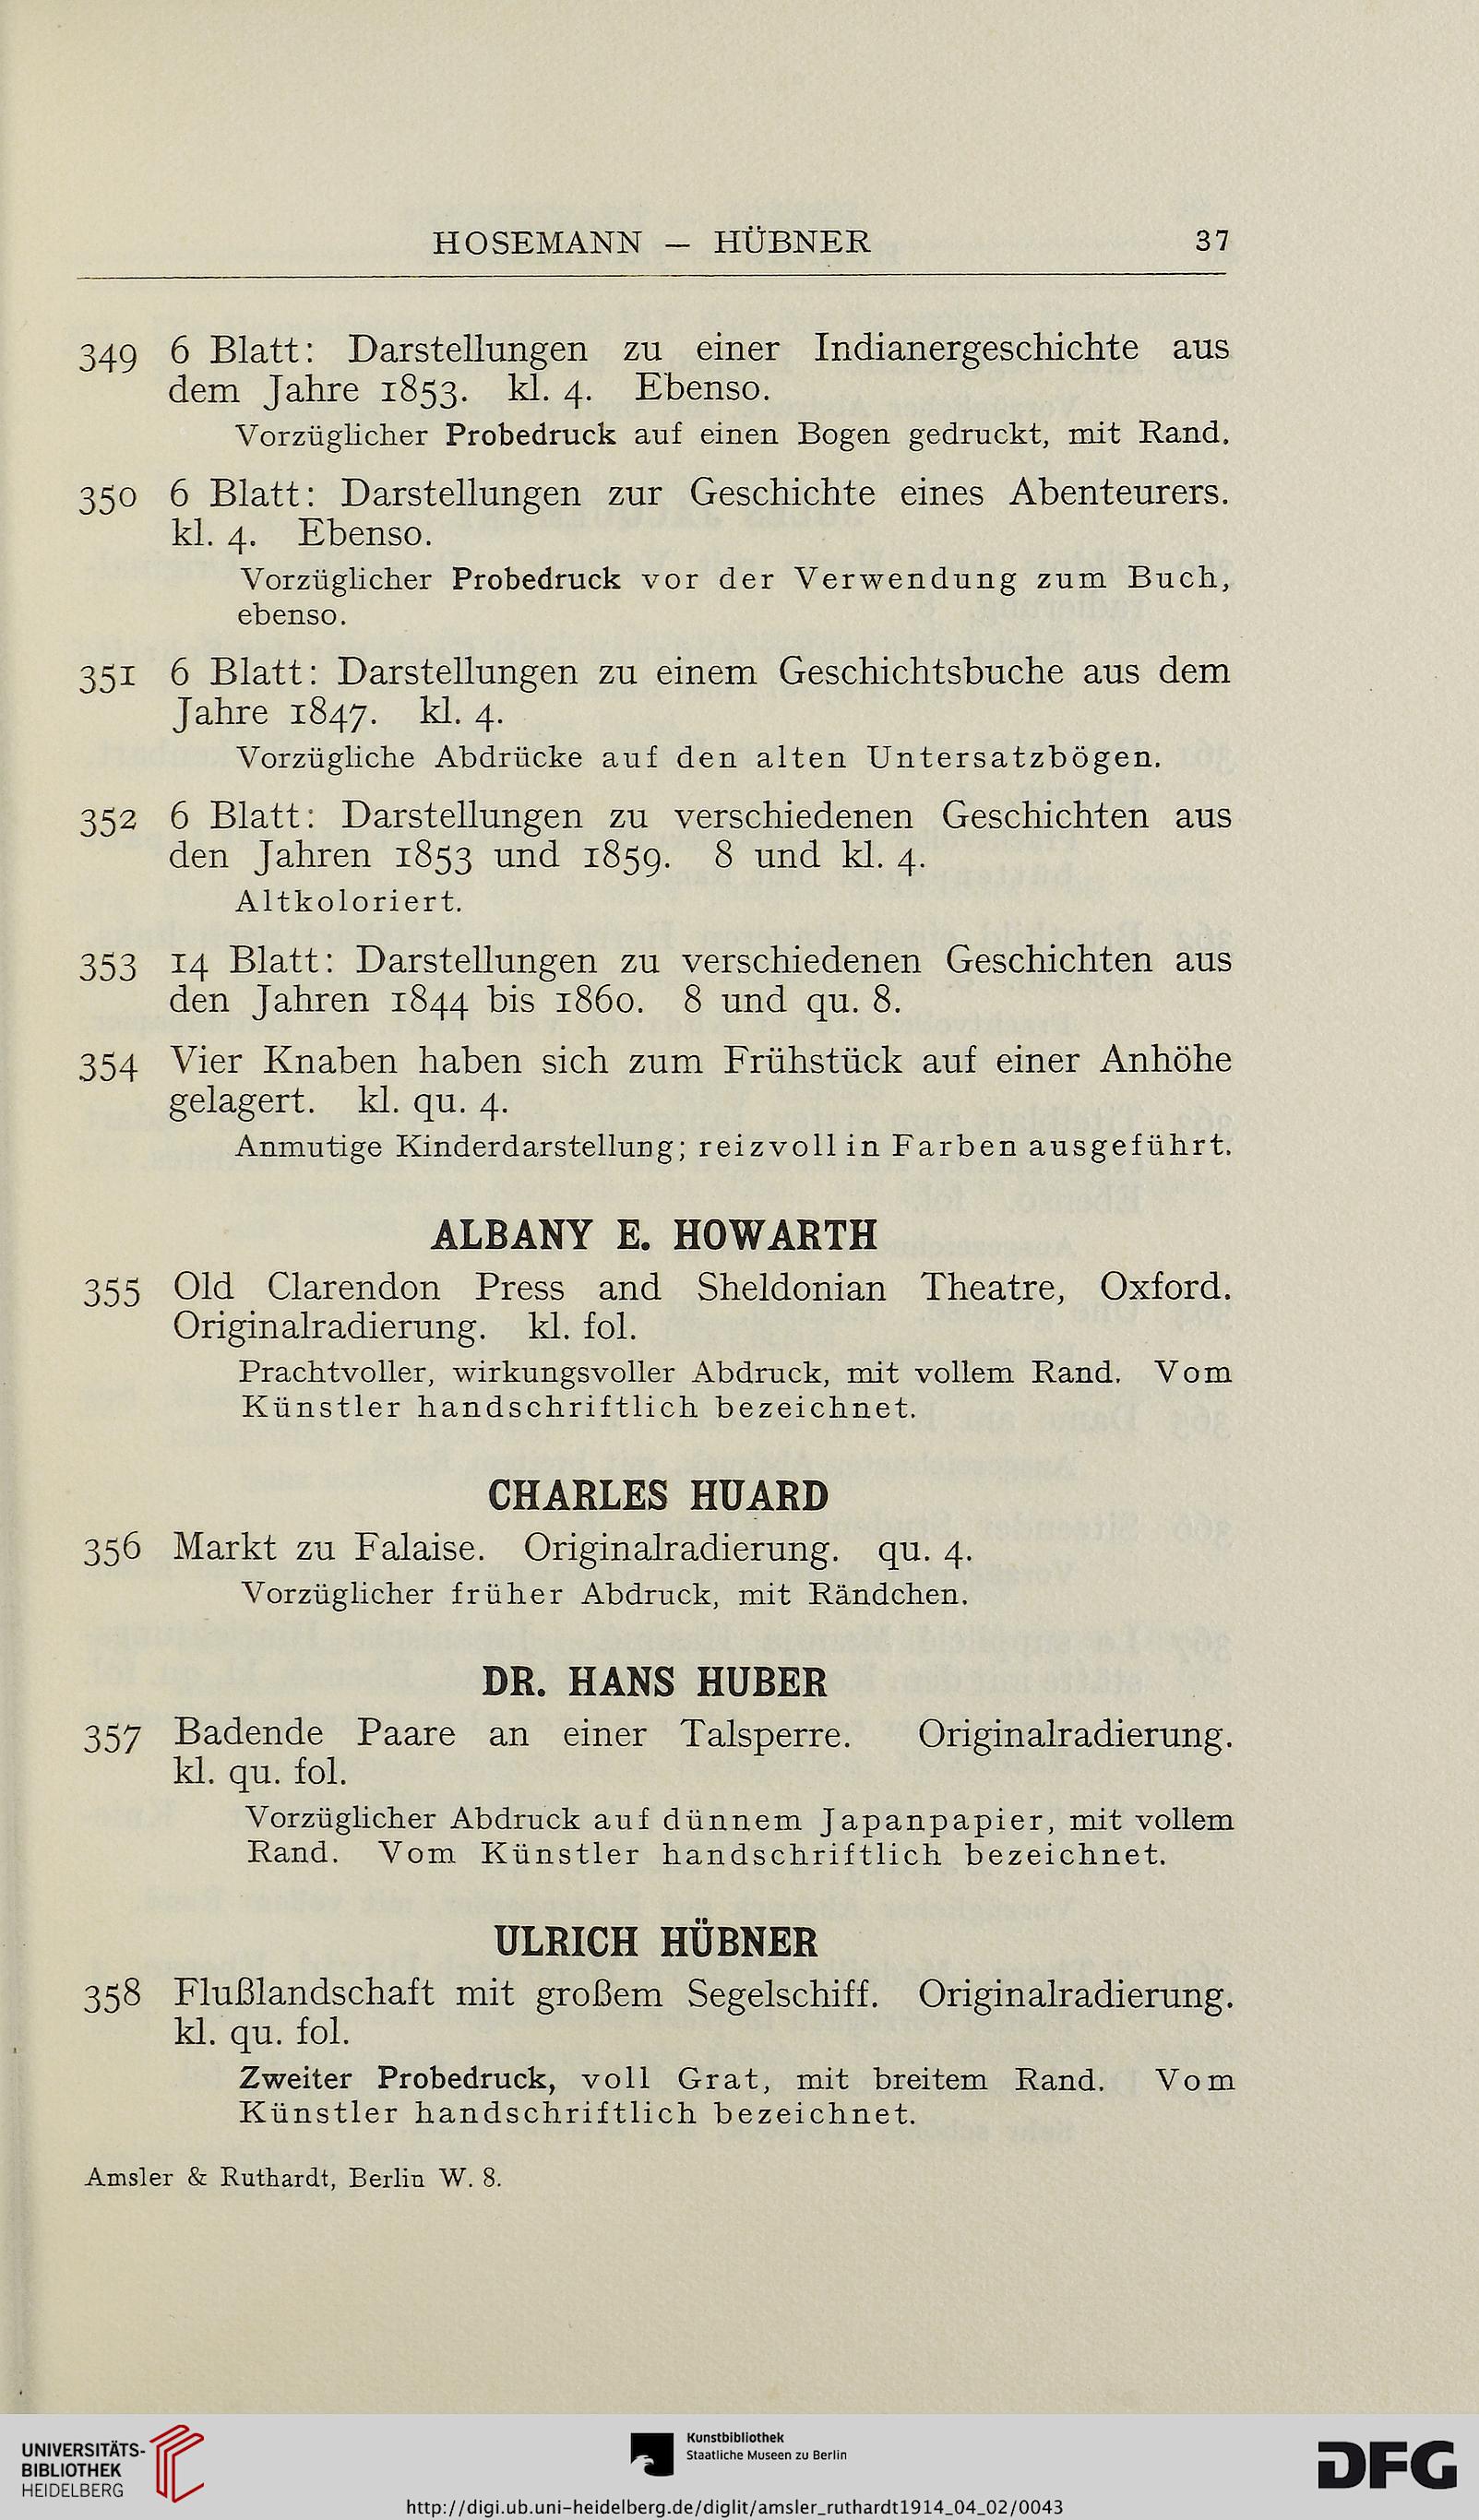 HOSEMANN — HÜBNER 37
349 6 Blatt: Darstellungen zu einer Indianergeschichte aus
dem Jahre 1853. kl. 4. Ebenso.
Vorzüglicher Probedruck auf einen Bogen gedruckt, mit Rand.
350 6 Blatt: Darstellungen zur Geschichte eines Abenteurers.
kl. 4. Ebenso.
Vorzüglicher Probedruck vor der Verwendung zum Buch,
ebenso.
351 6 Blatt: Darstellungen zu einem Geschichtsbuche aus dem
Jahre 1847. kl. 4.
Vorzügliche Abdrücke auf den alten Untersatzbögen.
352 6 Blatt: Darstellungen zu verschiedenen Geschichten aus
den Jahren 1853 und 1859. 8 und kl. 4.
Altkoloriert.
353 14 Blatt: Darstellungen zu verschiedenen Geschichten aus
den Jahren 1844 bis 1860. 8 und qu. 8.
354 Vier Knaben haben sich zum Frühstück auf einer Anhöhe
gelagert. kl. qu. 4.
Anmutige Kinderdarstellung; reizvoll in Farben ausgeführt.
ALBANY E. HOWARTH
355 Old Clarendon Press and Sheldonian Theatre, Oxford.
Originalradierung. kl. fol.
Prachtvoller, wirkungsvoller Abdruck, mit vollem Rand. Vom
Künstler handschriftlich bezeichnet.
CHARLES HUARD
356 Markt zu Falaise. Originalradierung. qu. 4.
Vorzüglicher früher Abdruck, mit Rändchen.
DR. HANS HUBER
357 Badende Paare an einer Talsperre. Originalradierung.
kl. qu. fol.
Vorzüglicher Abdruck auf dünnem Japanpapier, mit vollem
Rand. Vom Künstler handschriftlich bezeichnet.
ULRICH HÜBNER
358 Flußlandschaft mit großem Segelschiff. Originalradierung.
kl. qu. fol.
Zweiter Probedruck, voll Grat, mit breitem Rand. Vom
Künstler handschriftlich bezeichnet.
Amsler & Ruthardt, Berlin W. 8.
UNIVERSITÄTS-
BIBLIOTHEK
HEIDELBERG
Kunstbibliothek
Staatliche Museen zu Berlin
DFG
http://digi.ub.uni-heidelberg.de/diglit/amsler_ruthardt1914_04_02/0043